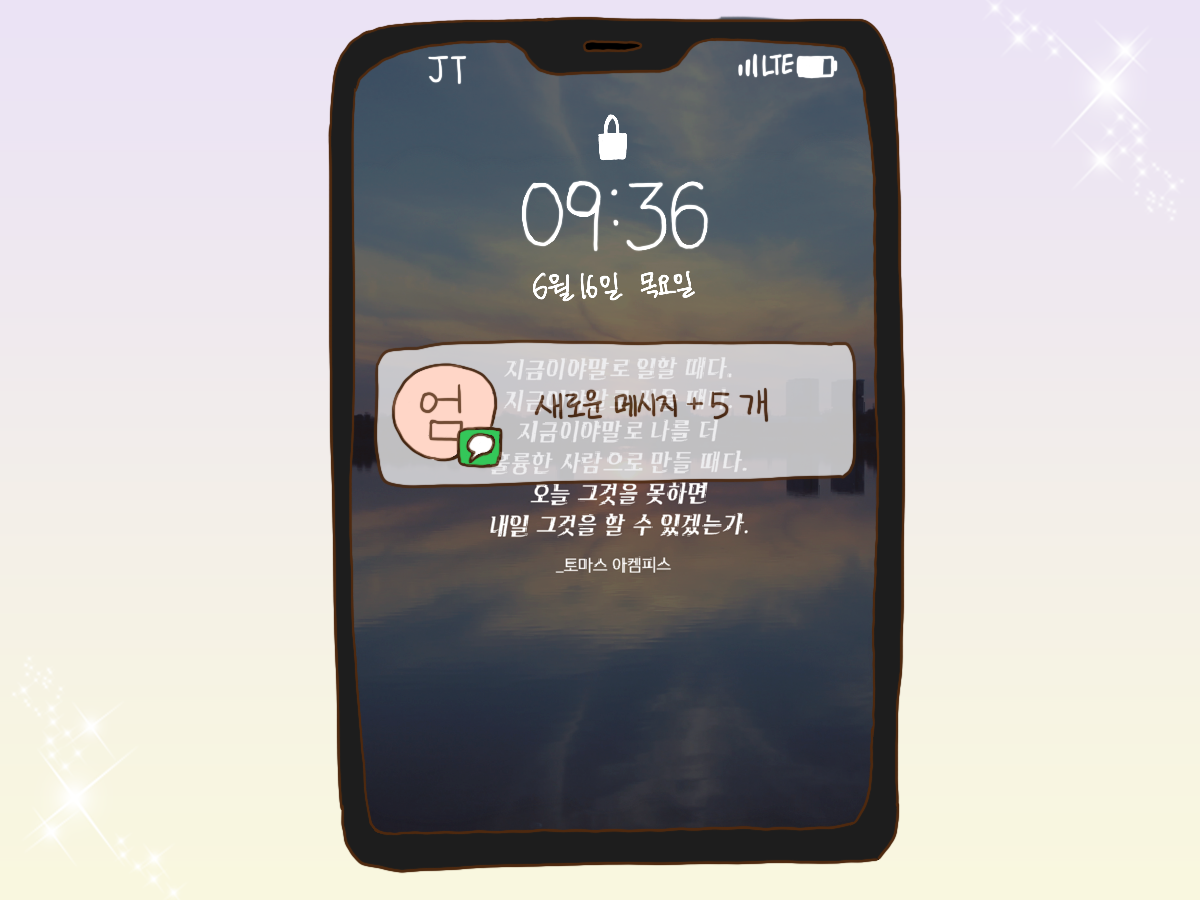 JT
LTE
09:36
6월 16일 목요일
지금이야말로 일할 때다.
지금이야말로 때다.
엄
새로운 메시지 + 5 개
지금이야말로 나를 더
훌륭한 사람으로 만들 때다.
오늘 그것을 못하면
내일 그것을 할 수 있겠는가.
_토마스 아켐피스